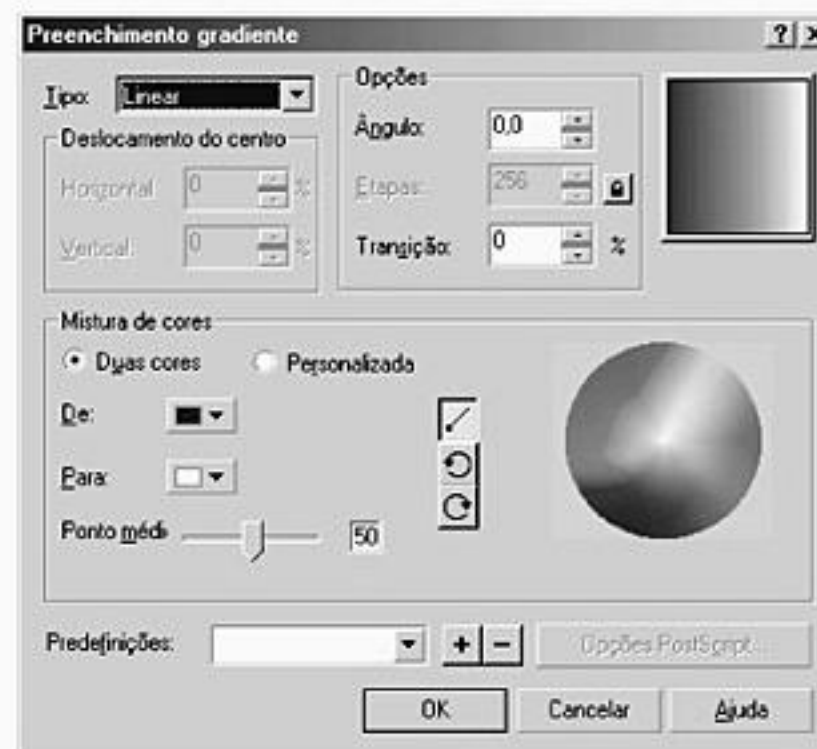 Preenchimento gradiente
Tipo: Linear
Deslocamento do centro
Horizontal: 0 %
Vertical: 0 %
Opções
Ângulo: 0,0
Etapas: 256
Transição: 0 %
Mistura de cores
Duas cores Personalizada
De:
Para:
Ponto médi 50
Predefinições: + −
Opções PostScript...
OK Cancelar Ajuda